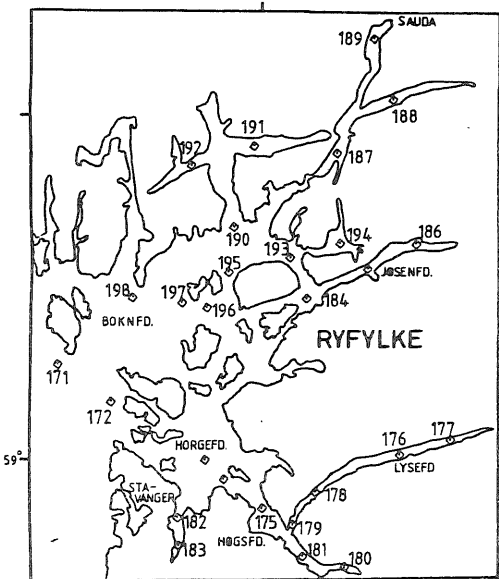 SAUDA
189
188
191
187
192
190
194
186
193
195
JØSENFD.
198
197
196
184
BOKNFD.
RYFYLKE
171
172
177
176
HORGEFD.
59°
LYSEFD
STA-
VANGER
178
175
182
179
HØGSFD.
183
181
180